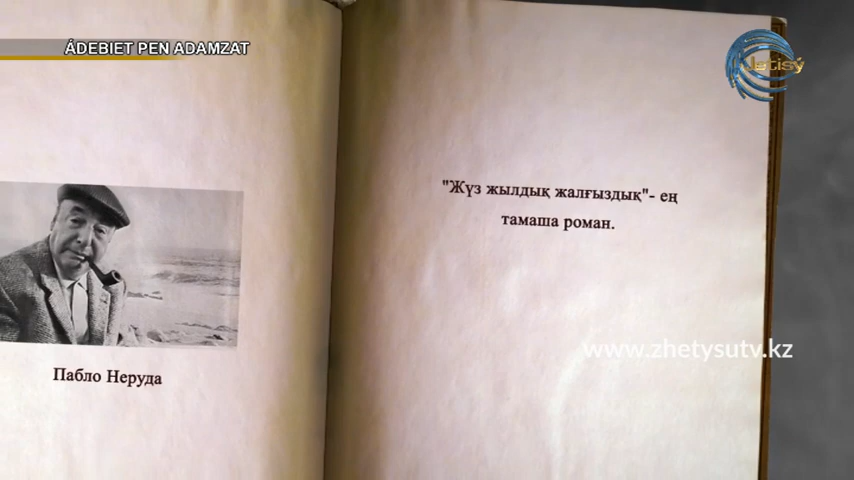 ÁDEBIET PEN ADAMZAT
Jetisý
"Жүз жылдық жалғыздық"- ең
тамаша роман.
www.zhetysutv.kz
Пабло Неруда